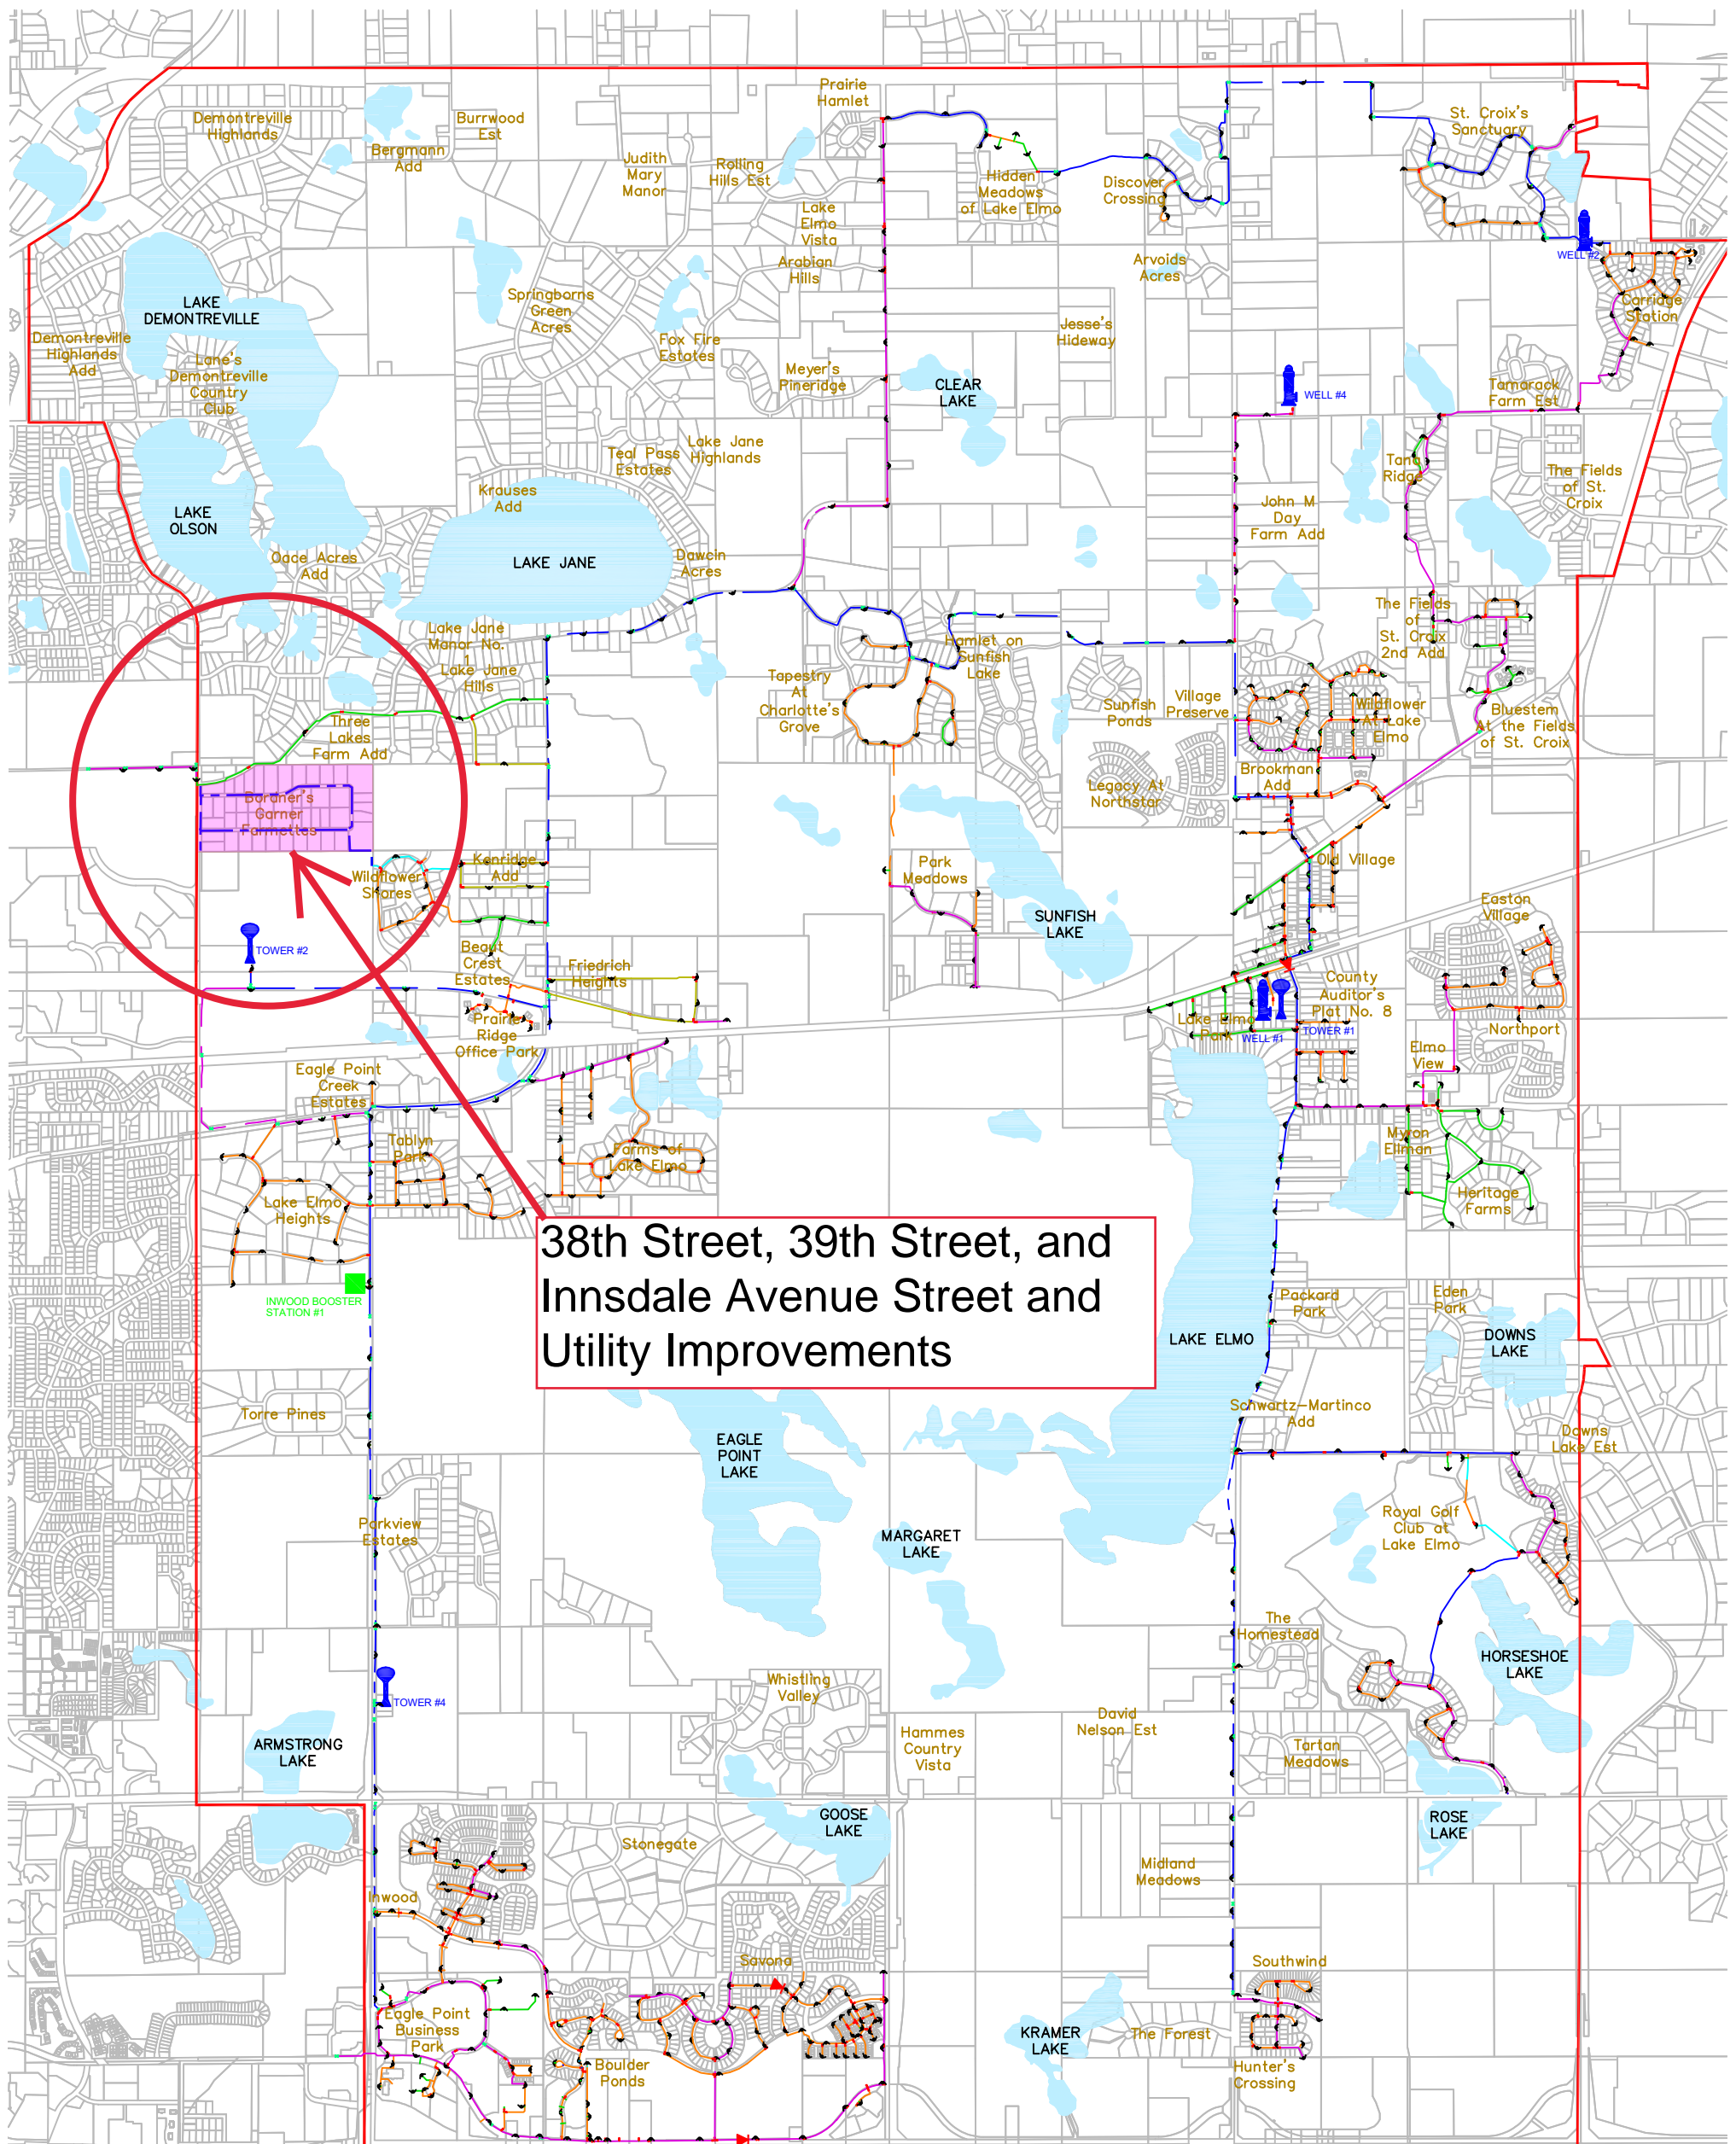 Prairie
Hamlet
Demontreville
Highlands
Burrwood
Est
St. Croix's
Sanctuary
Bergmann
Add
Judith
Mary
Manor
Rolling
Hills Est
Hidden
Meadows
of Lake Elmo
Discover
Crossing
Lake
Elmo
Vista
Arabian
Hills
Arvoids
Acres
WELL #2
LAKE
DEMONTREVILLE
Springborns
Green
Acres
Carriage
Station
Demontreville
Highlands
Add
Lane's
Demontreville
Country
Club
Fox Fire
Estates
Jesse's
Hideway
Meyer's
Pineridge
CLEAR
LAKE
WELL #4
Tamarack
Farm Est
Lake Jane
Highlands
Teal Pass
Estates
Tana
Ridge
The Fields
of St.
Croix
Krauses
Add
LAKE
OLSON
John M
Day
Farm Add
Oace Acres
Add
LAKE JANE
Dawcin
Acres
Lake Jane
Manor No.
1
The Fields
of
St. Croix
2nd Add
Hamlet on
Sunfish
Lake
Lake Jane
Hills
Tapestry
At
Charlotte's
Grove
Sunfish
Ponds
Village
Preserve
Wildflower
At Lake
Elmo
Bluestem
At the Fields
of St. Croix
Three
Lakes
Farm Add
Brookman
Add
Legacy At
Northstar
Bordner's
Garner
Farmettes
Kenridge
Add
Wildflower
Shores
Park
Meadows
Old Village
Easton
Village
SUNFISH
LAKE
TOWER #2
Beaut
Crest
Estates
Friedrich
Heights
County
Auditor's
Plat No. 8
Prairie
Ridge
Office Park
Lake Elmo
Park
WELL #1
TOWER #1
Northport
Elmo
View
Eagle Point
Creek
Estates
Tablyn
Park
Farms of
Lake Elmo
Myron
Ellman
Lake Elmo
Heights
Heritage
Farms
38th Street, 39th Street, and
Innsdale Avenue Street and
Utility Improvements
INWOOD BOOSTER
STATION #1
Packard
Park
Eden
Park
LAKE ELMO
DOWNS
LAKE
Torre Pines
Schwartz-Martinco
Add
Downs
Lake Est
EAGLE
POINT
LAKE
Parkview
Estates
MARGARET
LAKE
Royal Golf
Club at
Lake Elmo
The
Homestead
HORSESHOE
LAKE
Whistling
Valley
TOWER #4
David
Nelson Est
Hammes
Country
Vista
ARMSTRONG
LAKE
Tartan
Meadows
GOOSE
LAKE
ROSE
LAKE
Stonegate
Midland
Meadows
Inwood
Savona
Southwind
Eagle Point
Business
Park
KRAMER
LAKE
The Forest
Boulder
Ponds
Hunter's
Crossing